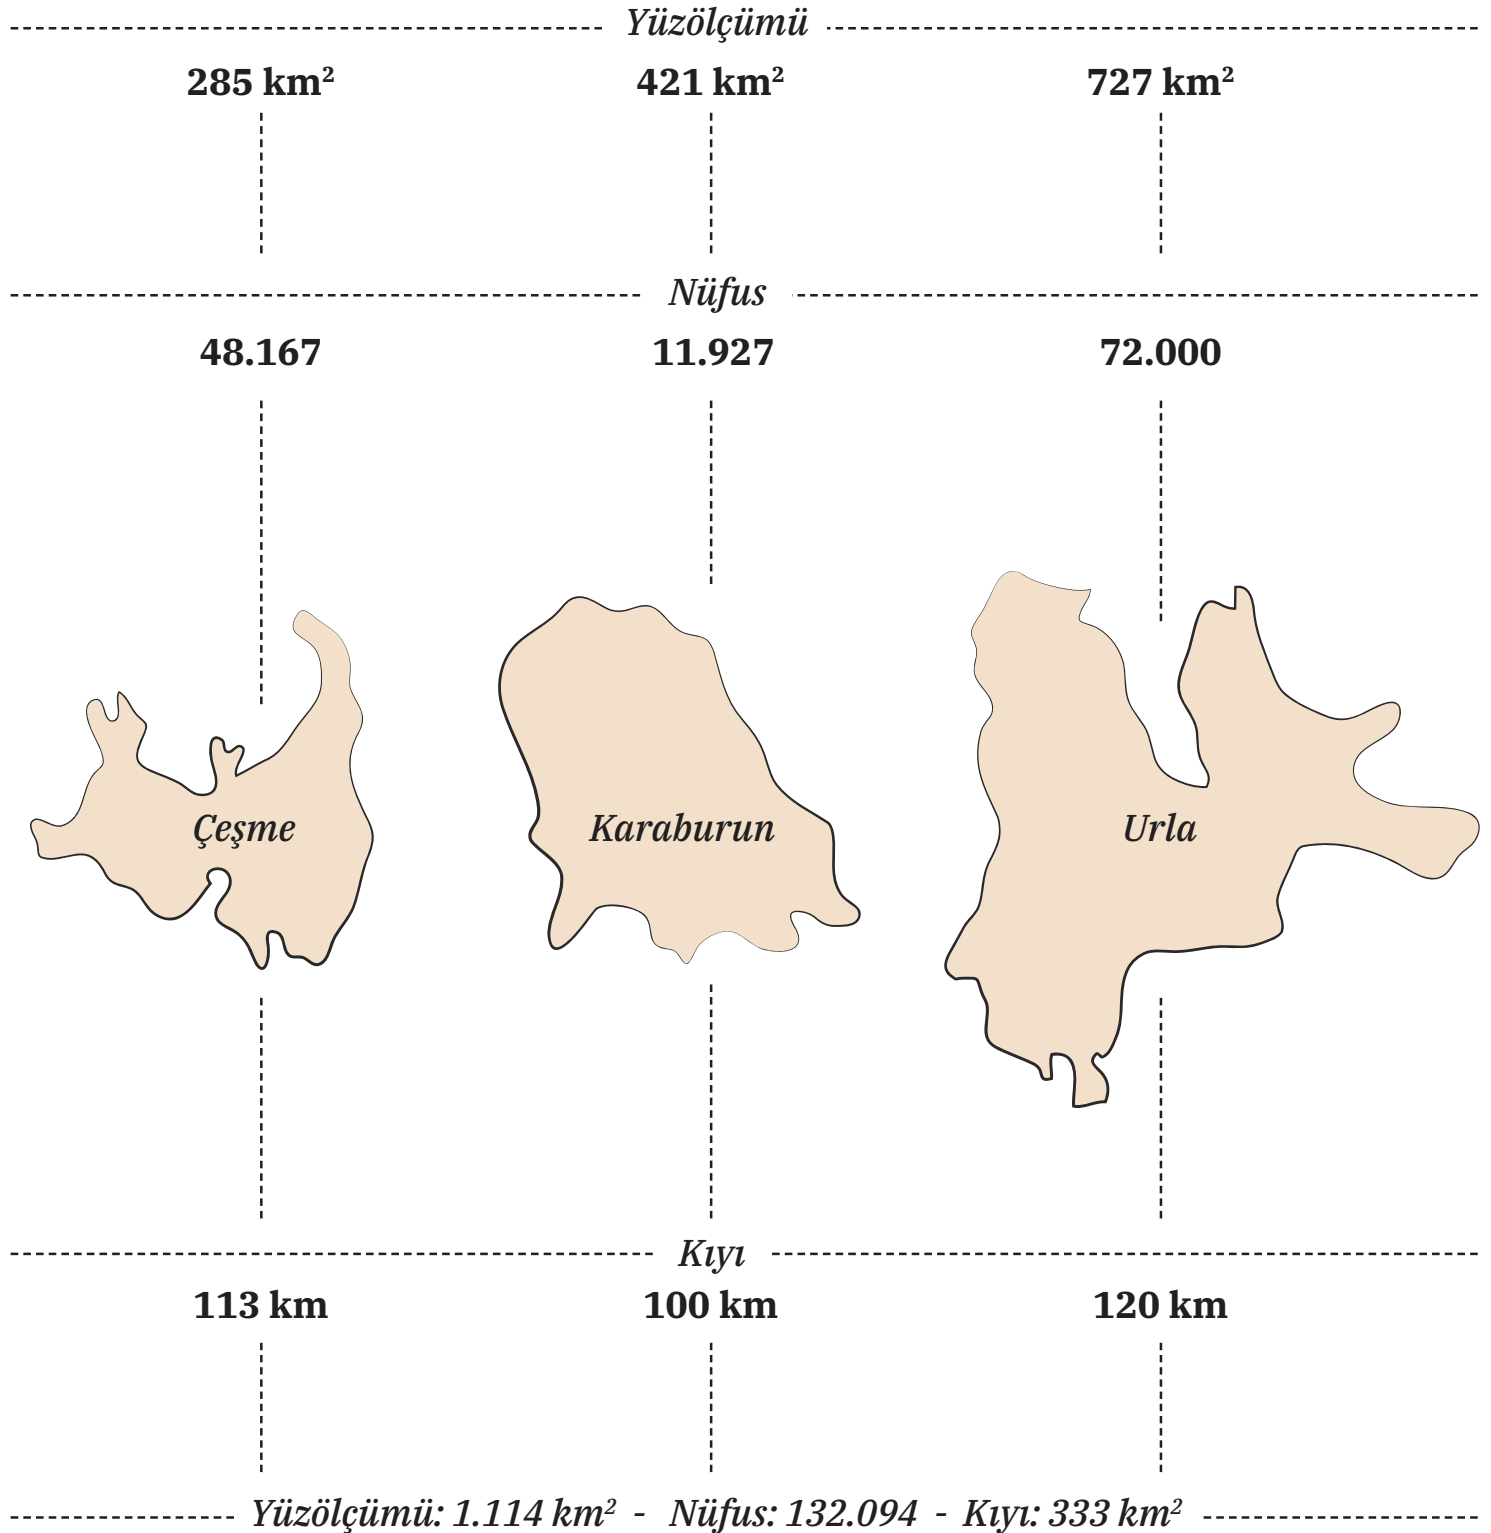 Yüzölçümü
285 km² 421 km² 727 km²
Nüfus
48.167 11.927 72.000
Çeşme Karaburun Urla
Kıyı
113 km 100 km 120 km
Yüzölçümü: 1.114 km² - Nüfus: 132.094 - Kıyı: 333 km²